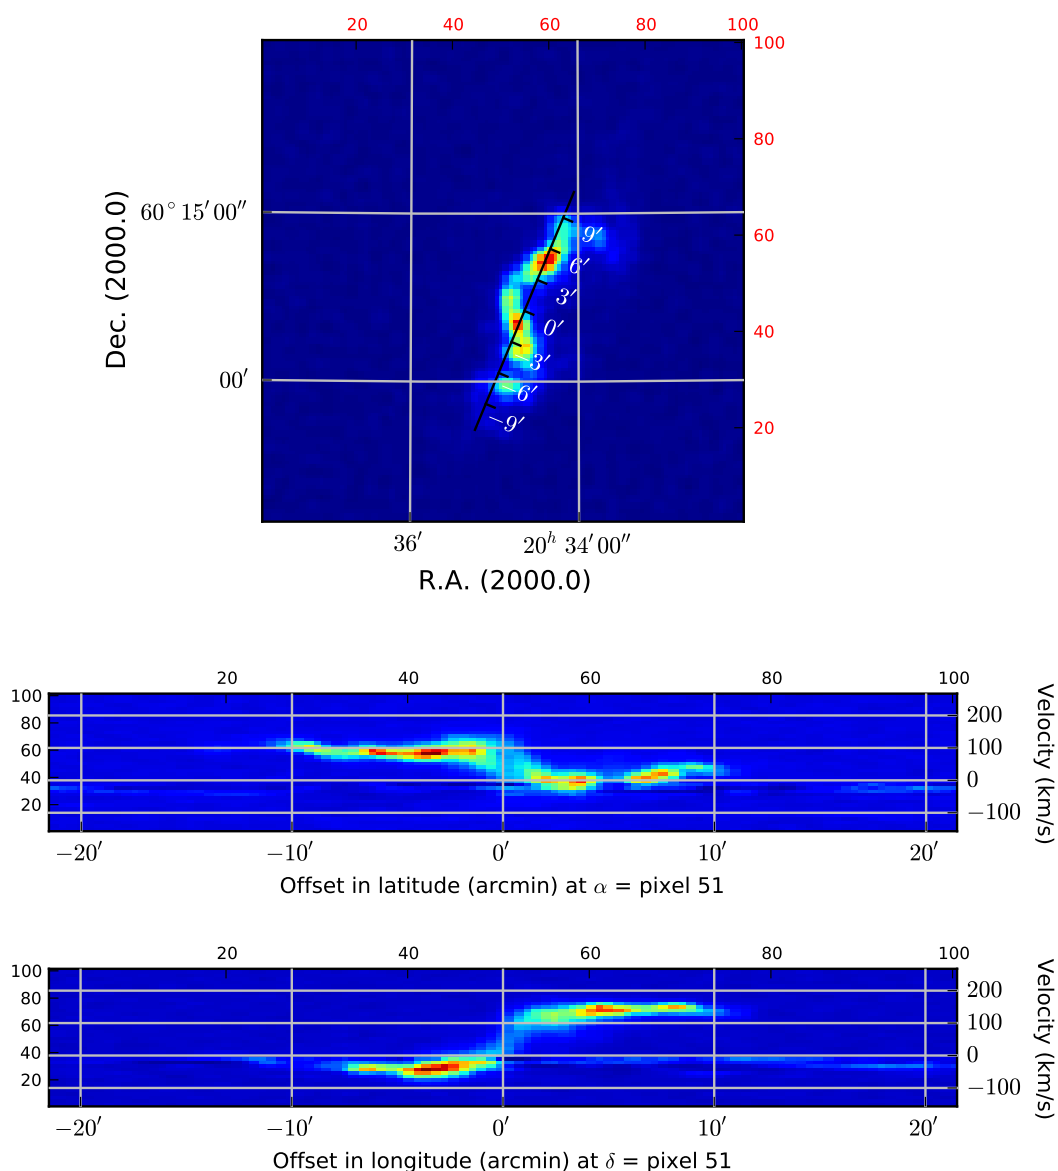 20 40 60 80 100
100
80
60
40
20
Dec. (2000.0)
60° 15′ 00″
00′
9′
6′
3′
0′
−3′
−6′
−9′
36′ 20ʰ 34′ 00″
R.A. (2000.0)
20 40 60 80 100
100
80
60
40
20
200
100
0
−100
Velocity (km/s)
−20′ −10′ 0′ 10′ 20′
Offset in latitude (arcmin) at α = pixel 51
20 40 60 80 100
100
80
60
40
20
200
100
0
−100
Velocity (km/s)
−20′ −10′ 0′ 10′ 20′
Offset in longitude (arcmin) at δ = pixel 51